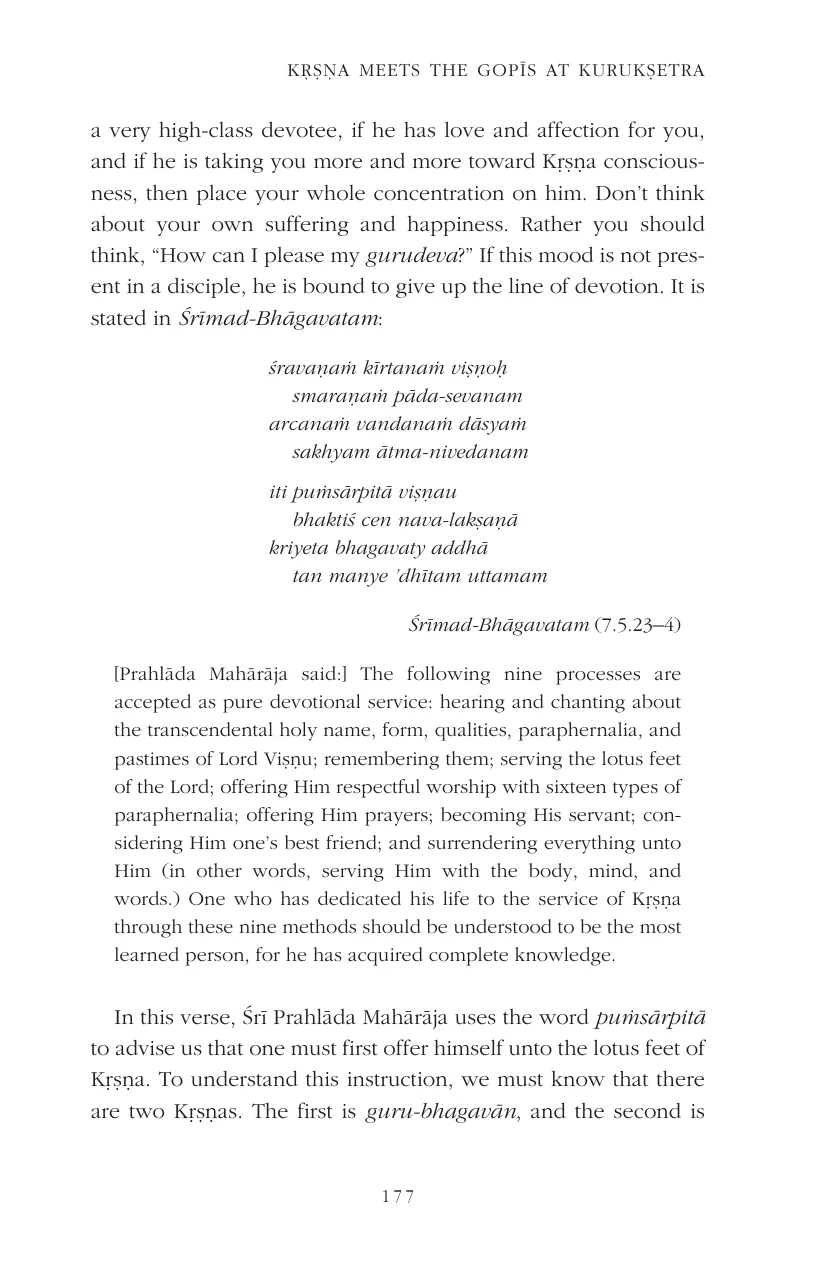 KṚṢṆA MEETS THE GOPĪS AT KURUKṢETRA
a very high-class devotee, if he has love and affection for you,
and if he is taking you more and more toward Kṛṣṇa conscious-
ness, then place your whole concentration on him. Don’t think
about your own suffering and happiness. Rather you should
think, “How can I please my gurudeva?” If this mood is not pres-
ent in a disciple, he is bound to give up the line of devotion. It is
stated in Śrīmad-Bhāgavatam:
śravaṇaṁ kīrtanaṁ viṣṇoḥ
smaraṇaṁ pāda-sevanam
arcanaṁ vandanaṁ dāsyaṁ
sakhyam ātma-nivedanam
iti puṁsārpitā viṣṇau
bhaktiś cen nava-lakṣaṇā
kriyeta bhagavaty addhā
tan manye ’dhītam uttamam
Śrīmad-Bhāgavatam (7.5.23–4)
[Prahlāda Mahārāja said:] The following nine processes are
accepted as pure devotional service: hearing and chanting about
the transcendental holy name, form, qualities, paraphernalia, and
pastimes of Lord Viṣṇu; remembering them; serving the lotus feet
of the Lord; offering Him respectful worship with sixteen types of
paraphernalia; offering Him prayers; becoming His servant; con-
sidering Him one’s best friend; and surrendering everything unto
Him (in other words, serving Him with the body, mind, and
words.) One who has dedicated his life to the service of Kṛṣṇa
through these nine methods should be understood to be the most
learned person, for he has acquired complete knowledge.
In this verse, Śrī Prahlāda Mahārāja uses the word puṁsārpitā
to advise us that one must first offer himself unto the lotus feet of
Kṛṣṇa. To understand this instruction, we must know that there
are two Kṛṣṇas. The first is guru-bhagavān, and the second is
177